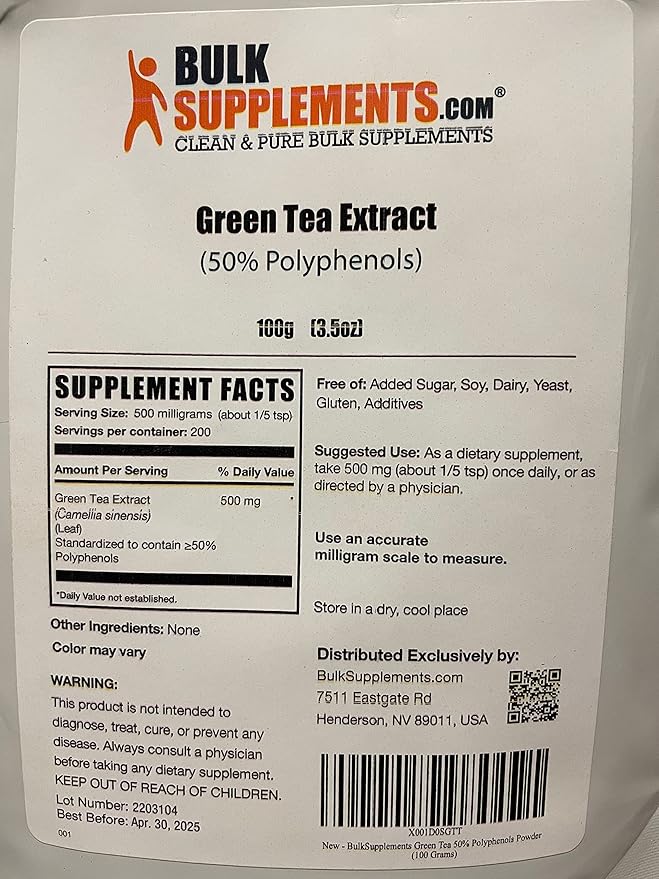 BULK
SUPPLEMENTS.COM®
CLEAN & PURE BULK SUPPLEMENTS
Green Tea Extract
(50% Polyphenols)
100g (3.5oz)
SUPPLEMENT FACTS
Serving Size: 500 milligrams (about 1/5 tsp)
Servings per container: 200
Amount Per Serving % Daily Value
Green Tea Extract 500 mg *
(Camellia sinensis)
(Leaf)
Standardized to contain ≥50%
Polyphenols
*Daily Value not established.
Other Ingredients: None
Color may vary
WARNING:
This product is not intended to
diagnose, treat, cure, or prevent any
disease. Always consult a physician
before taking any dietary supplement.
KEEP OUT OF REACH OF CHILDREN.
Lot Number: 2203104
Best Before: Apr. 30, 2025
001
Free of: Added Sugar, Soy, Dairy, Yeast,
Gluten, Additives
Suggested Use: As a dietary supplement,
take 500 mg (about 1/5 tsp) once daily, or as
directed by a physician.
Use an accurate
milligram scale to measure.
Store in a dry, cool place
Distributed Exclusively by:
BulkSupplements.com
7511 Eastgate Rd
Henderson, NV 89011, USA
X001D0SGTT
New - BulkSupplements Green Tea 50% Polyphenols Powder
(100 Grams)